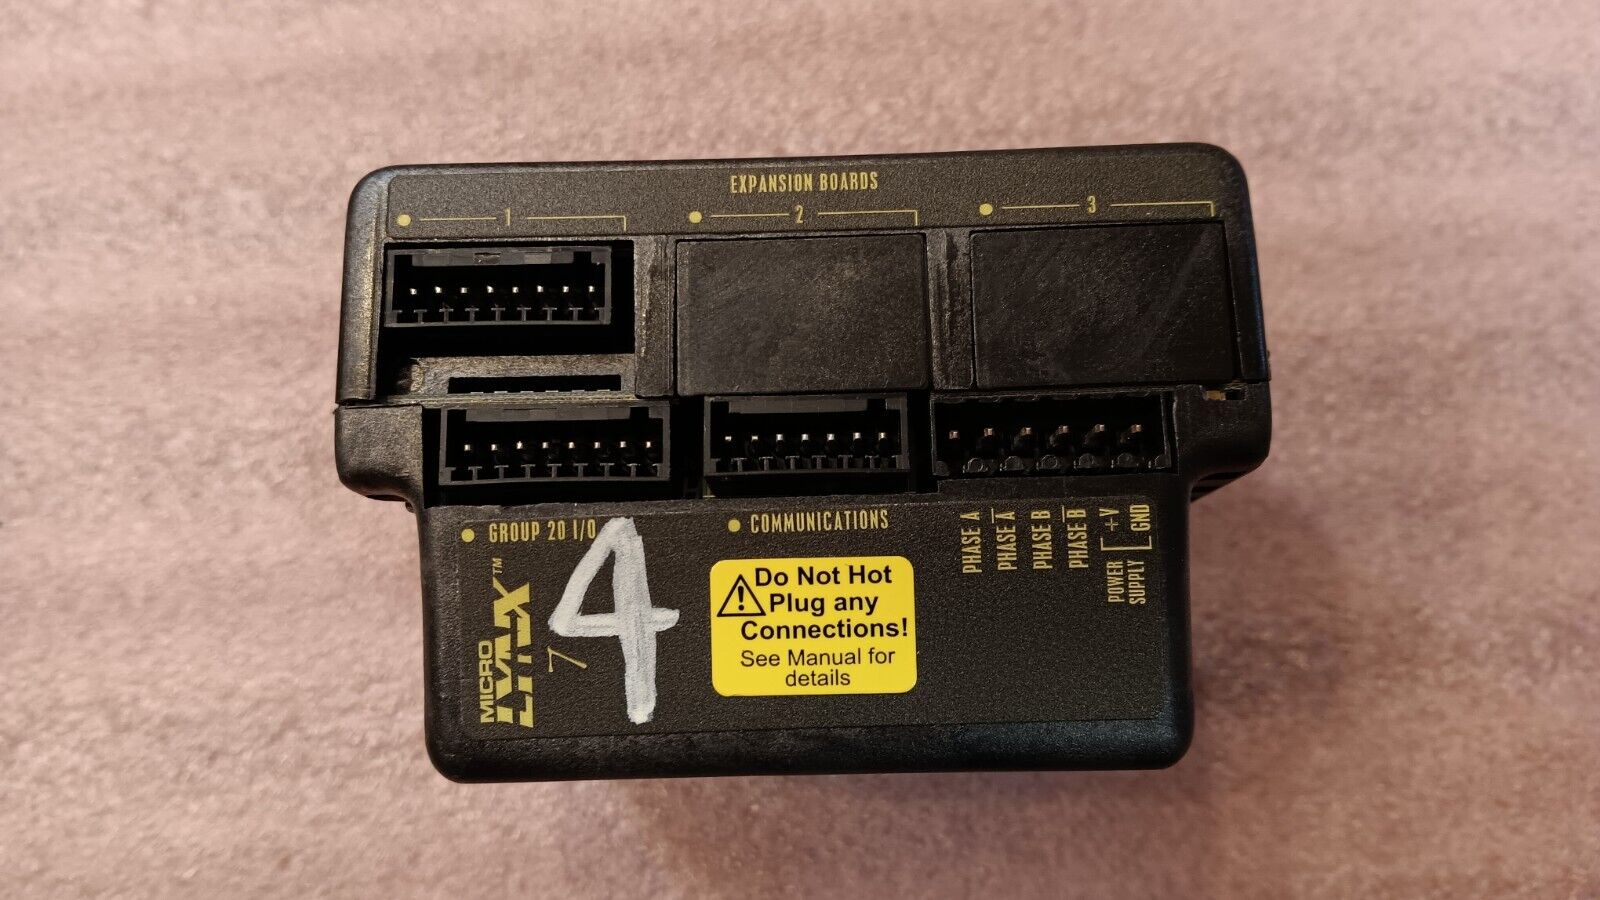 EXPANSION BOARDS
1
2
3
GROUP 20 I/O
COMMUNICATIONS
PHASE A
PHASE A̅
PHASE B
PHASE B̅
+V
GND
POWER
SUPPLY
MICRO
LYNX™
7
4
Do Not Hot
Plug any
Connections!
See Manual for
details